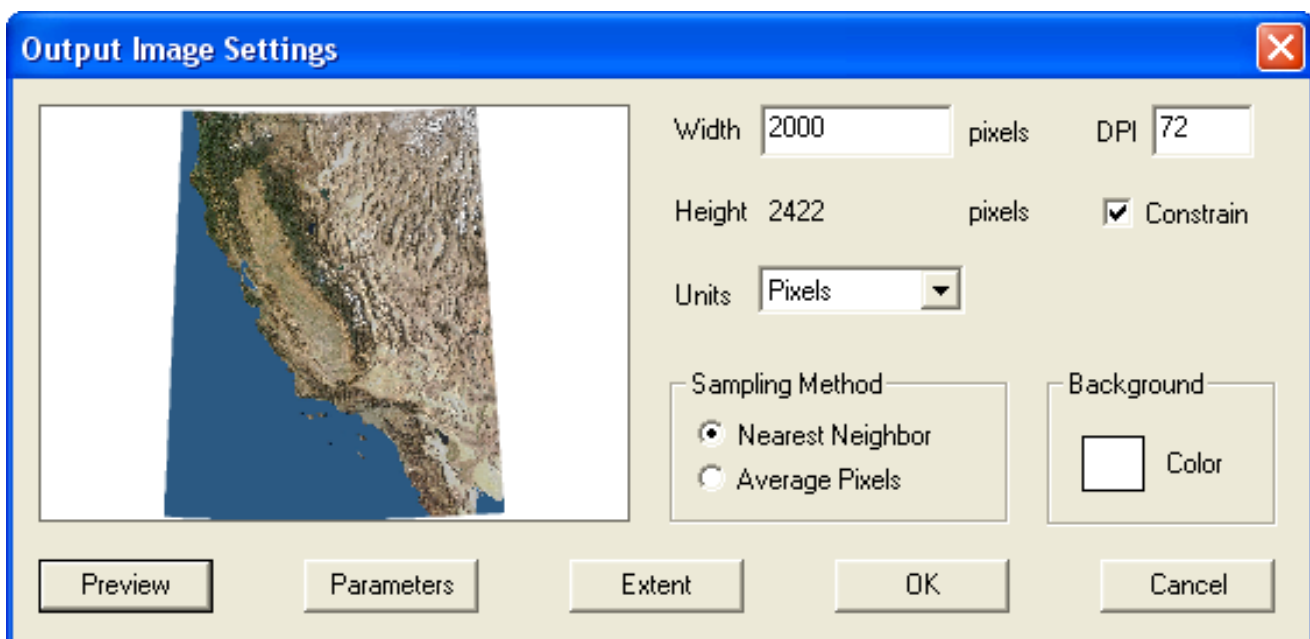 Output Image Settings
Width 2000 pixels DPI 72
Height 2422 pixels Constrain
Units Pixels
Sampling Method
Nearest Neighbor
Average Pixels
Background
Color
Preview Parameters Extent OK Cancel